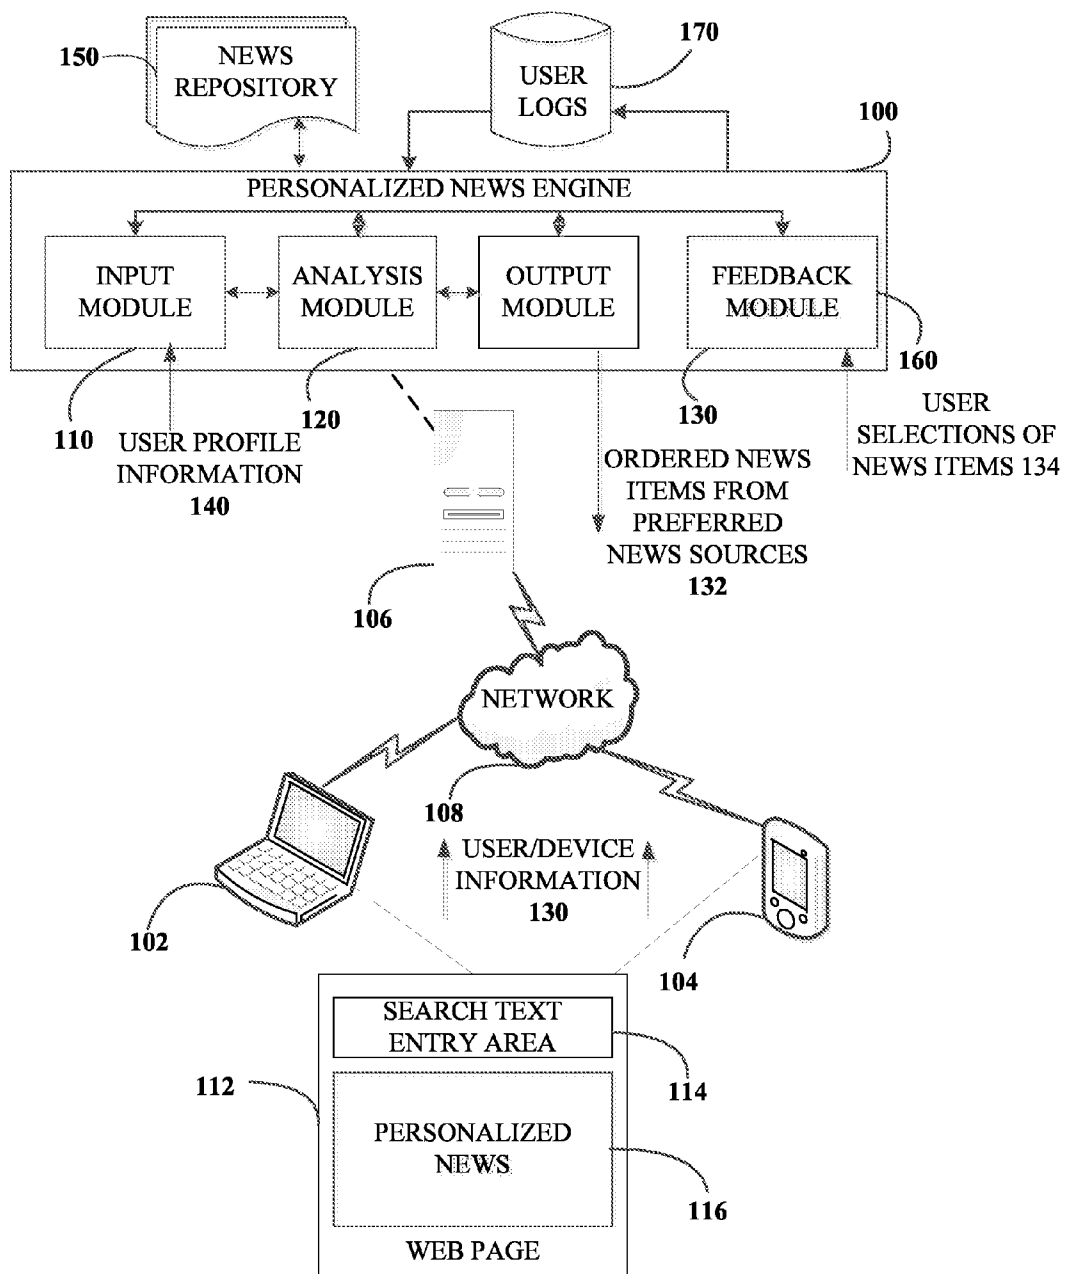 150
NEWS
REPOSITORY
USER
LOGS
170
100
PERSONALIZED NEWS ENGINE
INPUT
MODULE
ANALYSIS
MODULE
OUTPUT
MODULE
FEEDBACK
MODULE
110
120
130
160
USER PROFILE
INFORMATION
140
ORDERED NEWS
ITEMS FROM
PREFERRED
NEWS SOURCES
132
USER
SELECTIONS OF
NEWS ITEMS 134
106
NETWORK
108
USER/DEVICE
INFORMATION
130
102
104
SEARCH TEXT
ENTRY AREA
114
112
PERSONALIZED
NEWS
116
WEB PAGE